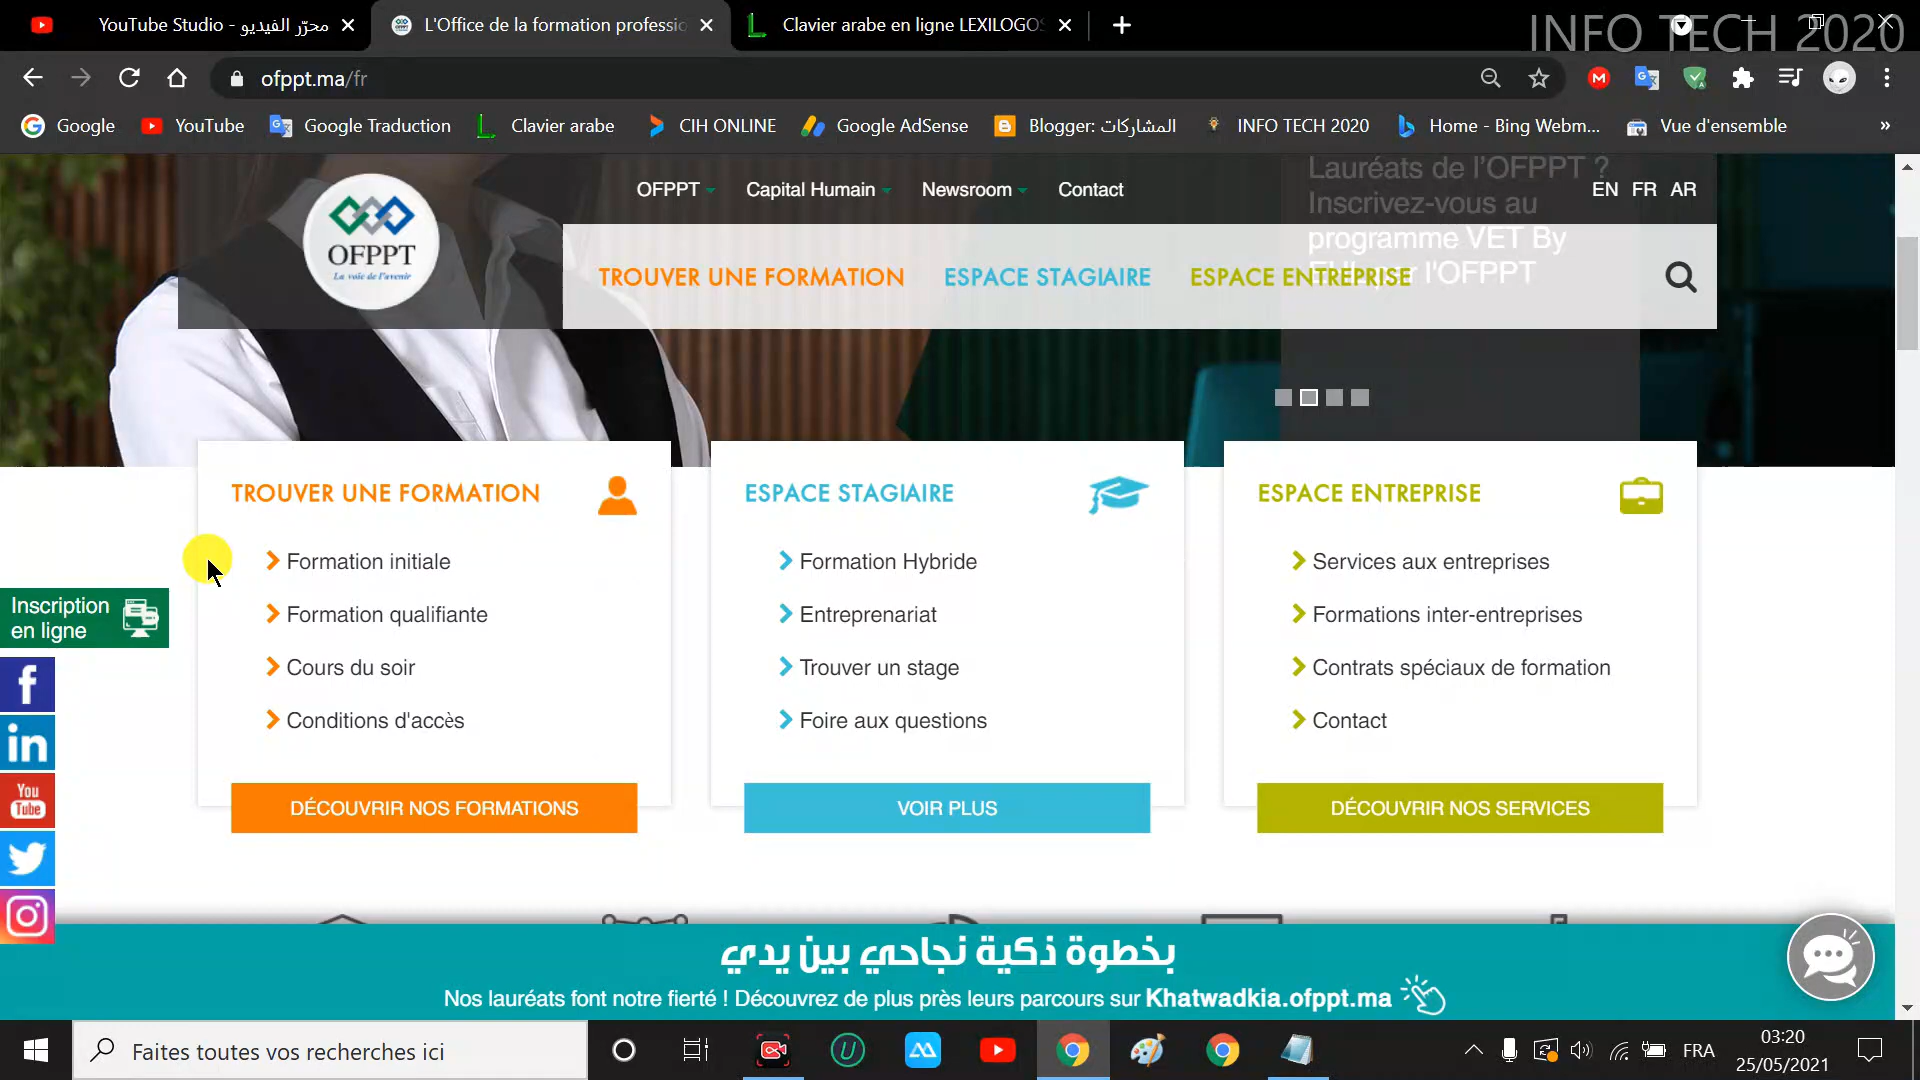 YouTube Studio - محرّر الفيديو
L'Office de la formation professio
Clavier arabe en ligne LEXILOGOS
INFO TECH 2020
ofppt.ma/fr
Google
YouTube
Google Traduction
Clavier arabe
CIH ONLINE
Google AdSense
Blogger: المشاركات
INFO TECH 2020
Home - Bing Webm...
Vue d'ensemble
»
OFPPT
La voie de l'avenir
OFPPT
Capital Humain
Newsroom
Contact
EN FR AR
Lauréats de l'OFPPT ?
Inscrivez-vous au
programme VET By
l'OFPPT
TROUVER UNE FORMATION
ESPACE STAGIAIRE
ESPACE ENTREPRISE
TROUVER UNE FORMATION
Formation initiale
Formation qualifiante
Cours du soir
Conditions d'accès
DÉCOUVRIR NOS FORMATIONS
ESPACE STAGIAIRE
Formation Hybride
Entreprenariat
Trouver un stage
Foire aux questions
VOIR PLUS
ESPACE ENTREPRISE
Services aux entreprises
Formations inter-entreprises
Contrats spéciaux de formation
Contact
DÉCOUVRIR NOS SERVICES
Inscription
en ligne
f
in
You
Tube
بخطوة ذكية نجاحي بين يدي
Nos lauréats font notre fierté ! Découvrez de plus près leurs parcours sur Khatwadkia.ofppt.ma
Faites toutes vos recherches ici
FRA
03:20
25/05/2021